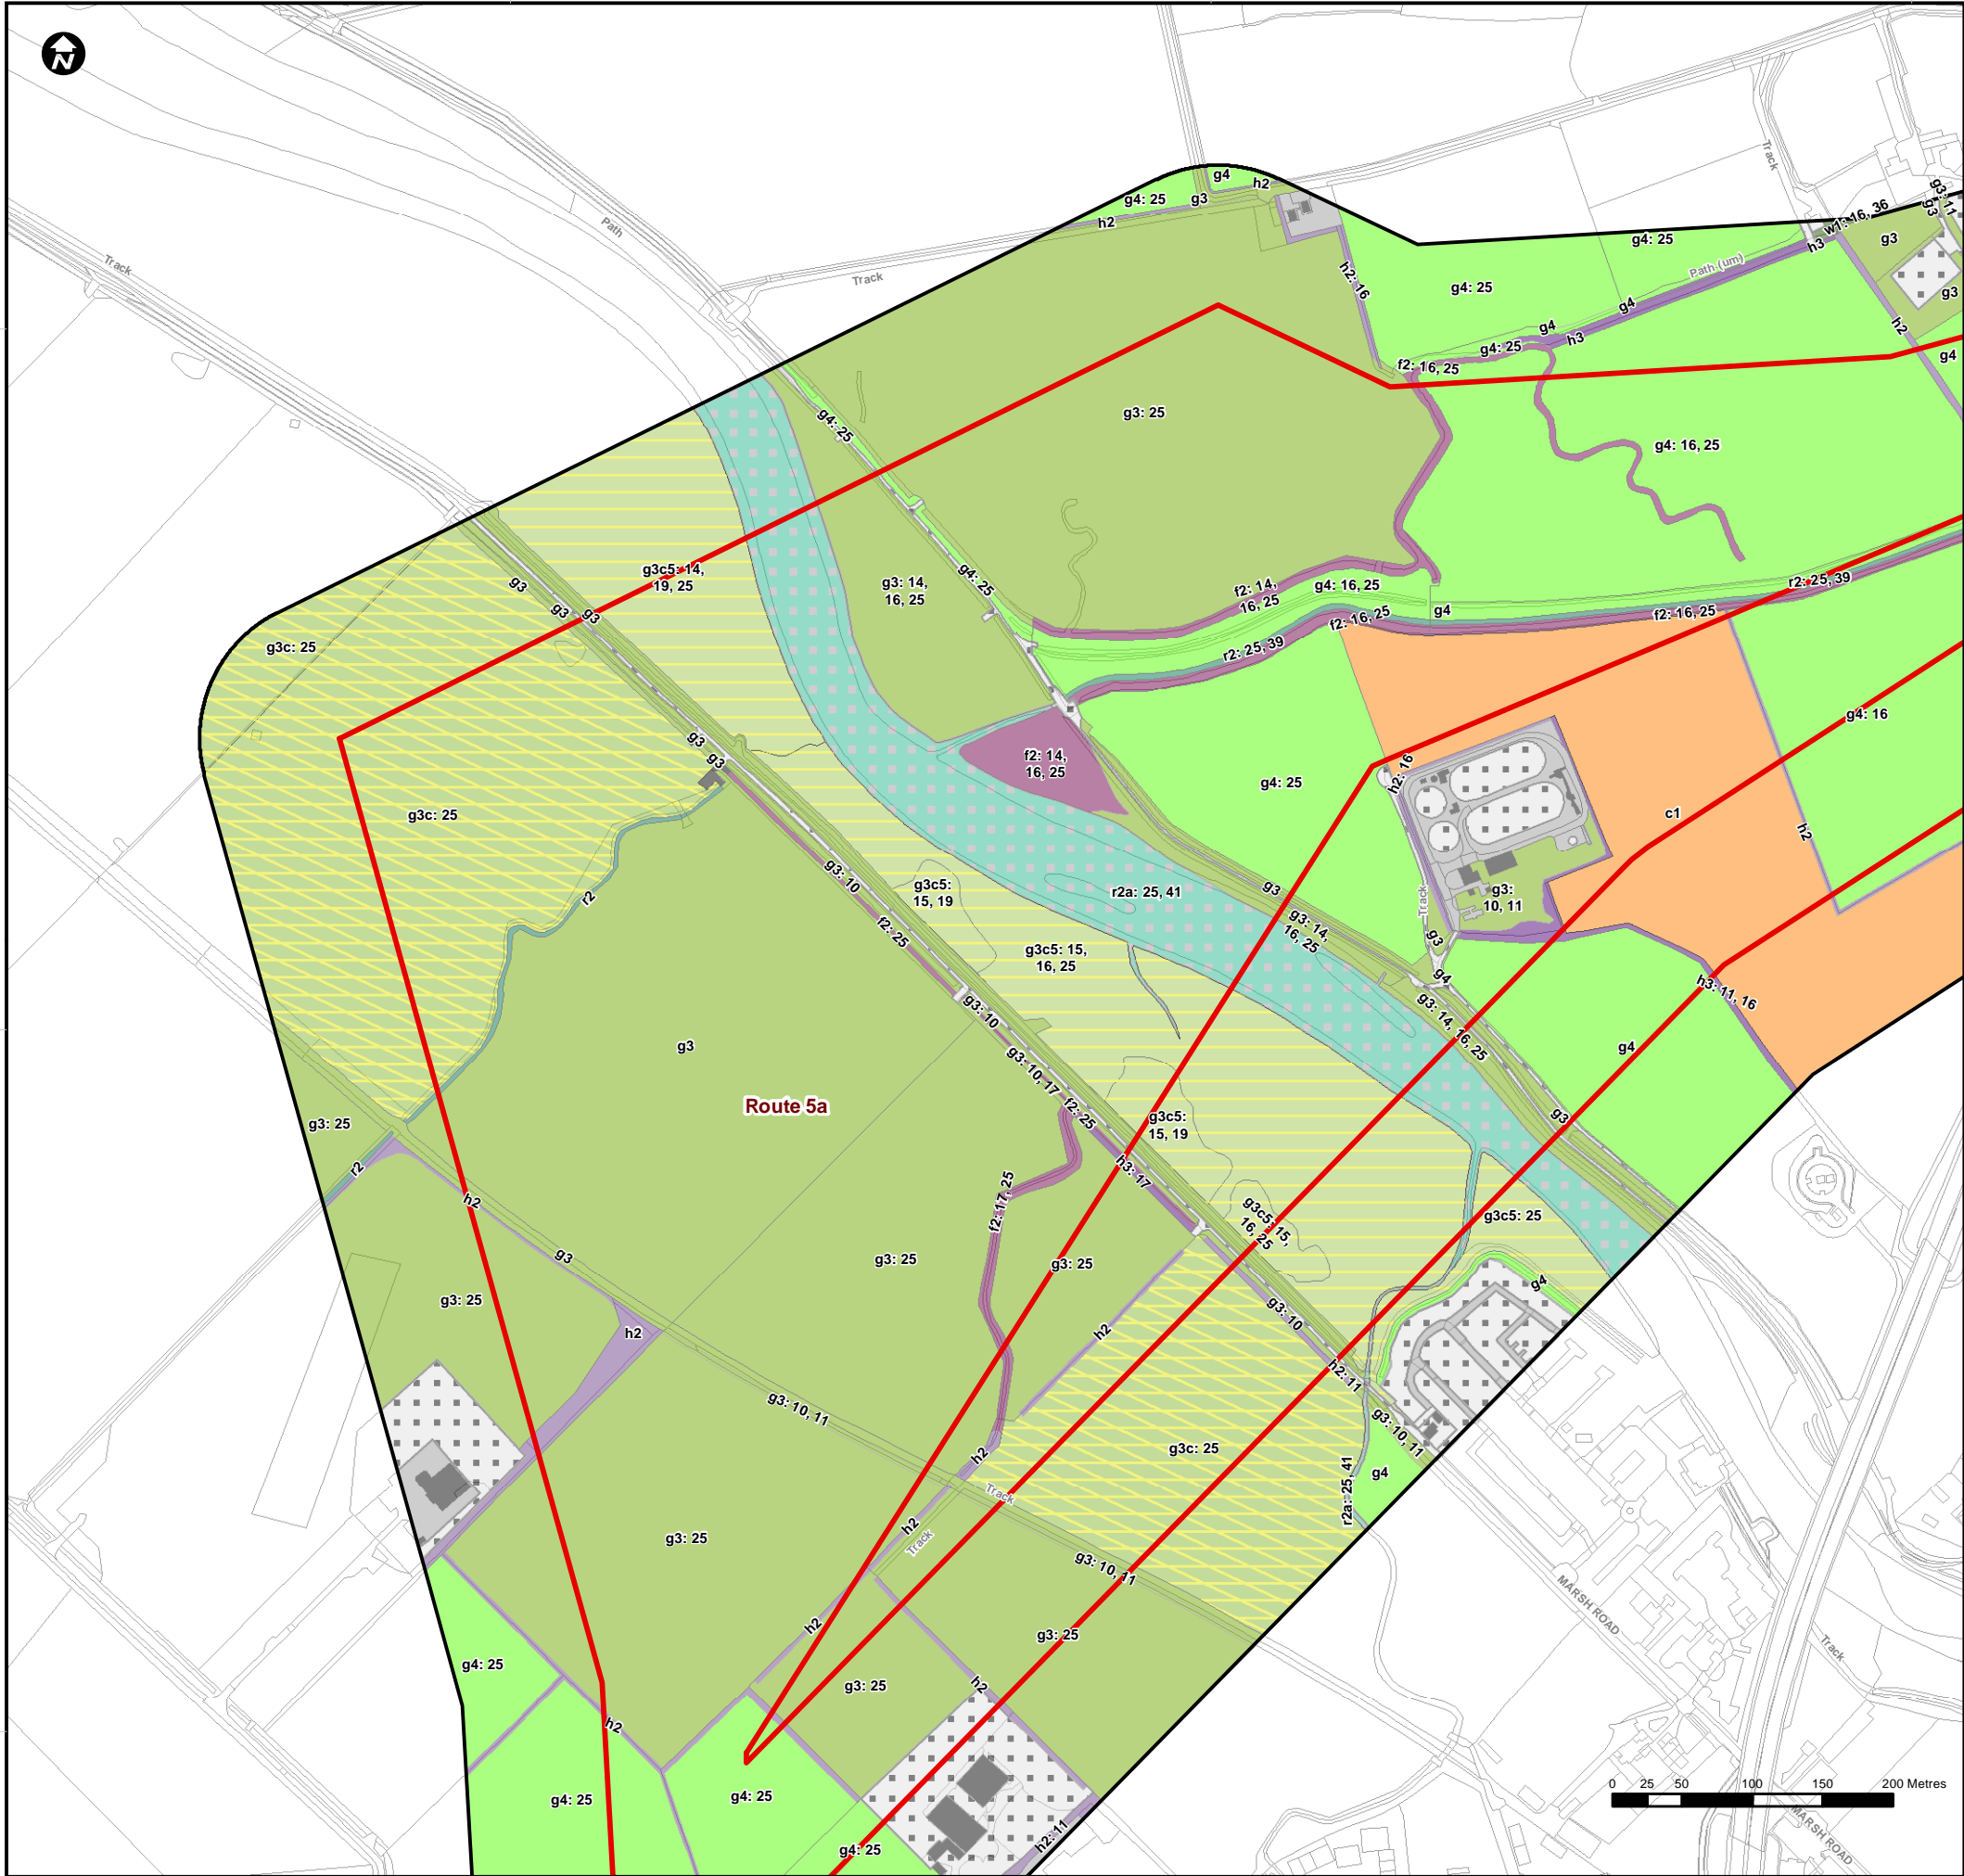 N
g4
h2
g4: 25
g3
h2
Track
g3: 11
g3
w1: 16, 36
g3
Path
g4: 25
h3
Track
Track
h2: 16
Path (um)
g4: 25
g3
g4
g4
h3
h2
g4: 25
g4
f2: 16, 25
g3: 25
g4: 25
g4: 16, 25
g3c5: 14,
19, 25
g3
g3
g3
g3: 14,
16, 25
g4: 25
f2: 14,
16, 25
g4: 16, 25
r2: 25, 39
g4
f2: 16, 25
f2: 16, 25
r2: 25, 39
g3c: 25
g4: 16
g3
g3
f2: 14,
16, 25
g4: 25
h2: 16
g3c: 25
c1
h2
g3: 10
g3c5:
15, 19
r2a: 25, 41
g3
g3:
10, 11
Track
r2
f2: 25
g3c5: 15,
16, 25
g3: 14,
16, 25
g3
g4
h3: 11, 16
g3: 10
g3: 14, 16, 25
g3
g4
g3: 10, 17
Route 5a
f2: 25
g3c5:
15, 19
g3
g3: 25
r2
h3: 17
h2
f2: 17, 25
g3c5: 15,
16, 25
g3c5: 25
g3
g3: 25
g3: 25
g4
g3: 25
g3: 10
h2
h2
h2: 11
g3: 10, 11
g3: 10, 11
g3c: 25
h2
g4
r2a: 25, 41
Track
h2
Track
g3: 25
g3: 10, 11
MARSH ROAD
h2
g3: 25
Track
g4: 25
g3: 25
h2
h2
g4: 25
g4: 25
0 25 50 100 150 200 Metres
MARSH ROAD
h2: 11
g4: 25